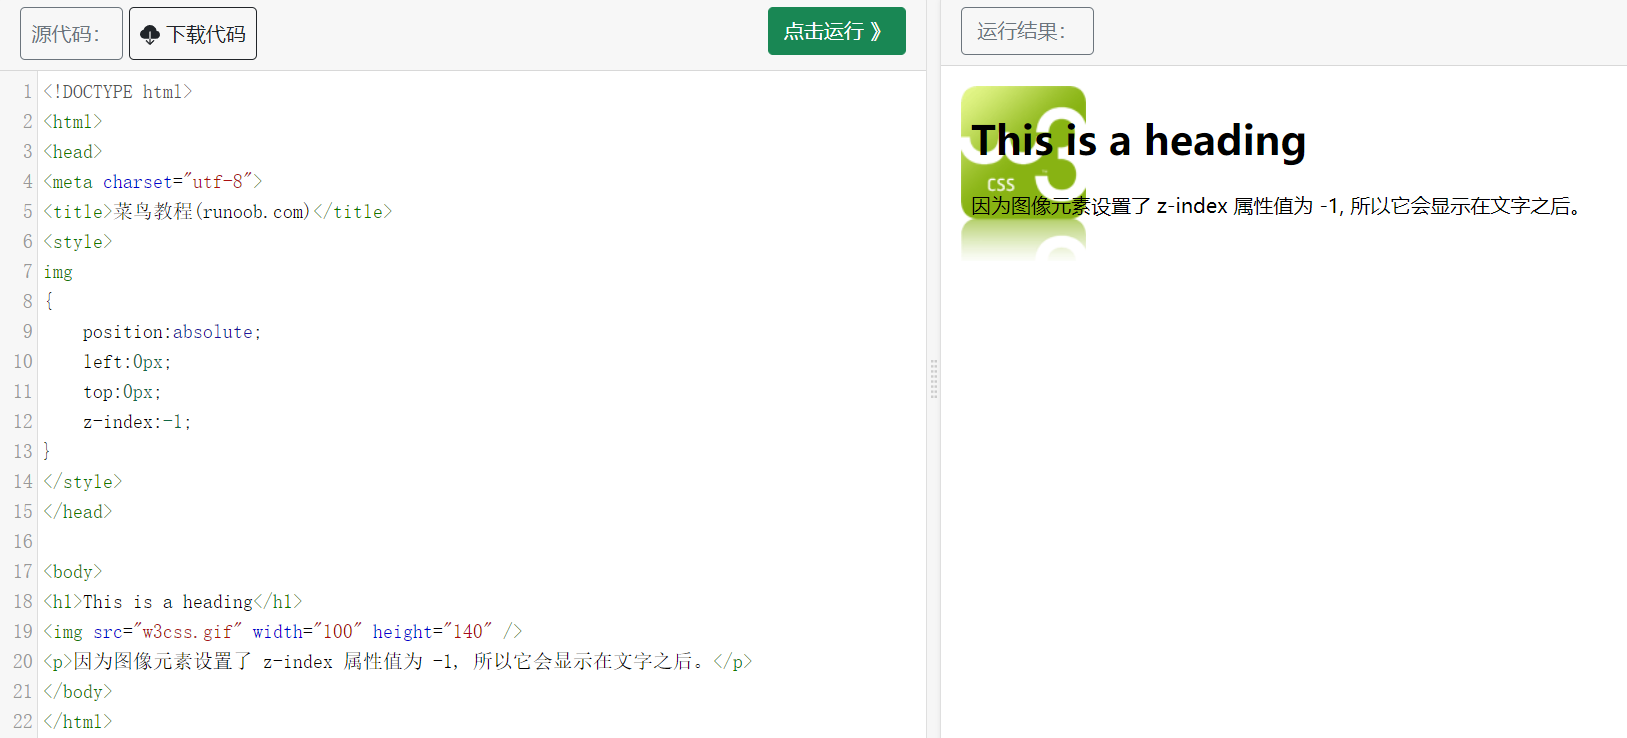 源代码:
下载代码
点击运行 》
1 <!DOCTYPE html>
2 <html>
3 <head>
4 <meta charset="utf-8">
5 <title>菜鸟教程(runoob.com)</title>
6 <style>
7 img
8 {
9     position:absolute;
10     left:0px;
11     top:0px;
12     z-index:-1;
13 }
14 </style>
15 </head>
16
17 <body>
18 <h1>This is a heading</h1>
19 <img src="w3css.gif" width="100" height="140" />
20 <p>因为图像元素设置了 z-index 属性值为 -1, 所以它会显示在文字之后。</p>
21 </body>
22 </html>
运行结果:
This is a heading
3
CSS
因为图像元素设置了 z-index 属性值为 -1, 所以它会显示在文字之后。